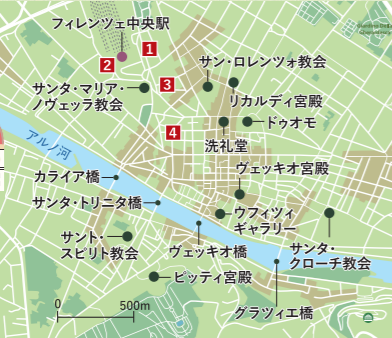 フィレンツェ中央駅
1
2
3
サン・ロレンツォ教会
サンタ・マリア・
ノヴェッラ教会
リカルディ宮殿
ドゥオモ
4
洗礼堂
アルノ河
ヴェッキオ宮殿
カライア橋
サンタ・トリニタ橋
ウフィツィ
ギャラリー
サント・
スピリト教会
ヴェッキオ橋
サンタ・
クローチ教会
ピッティ宮殿
0
500m
グラツィエ橋